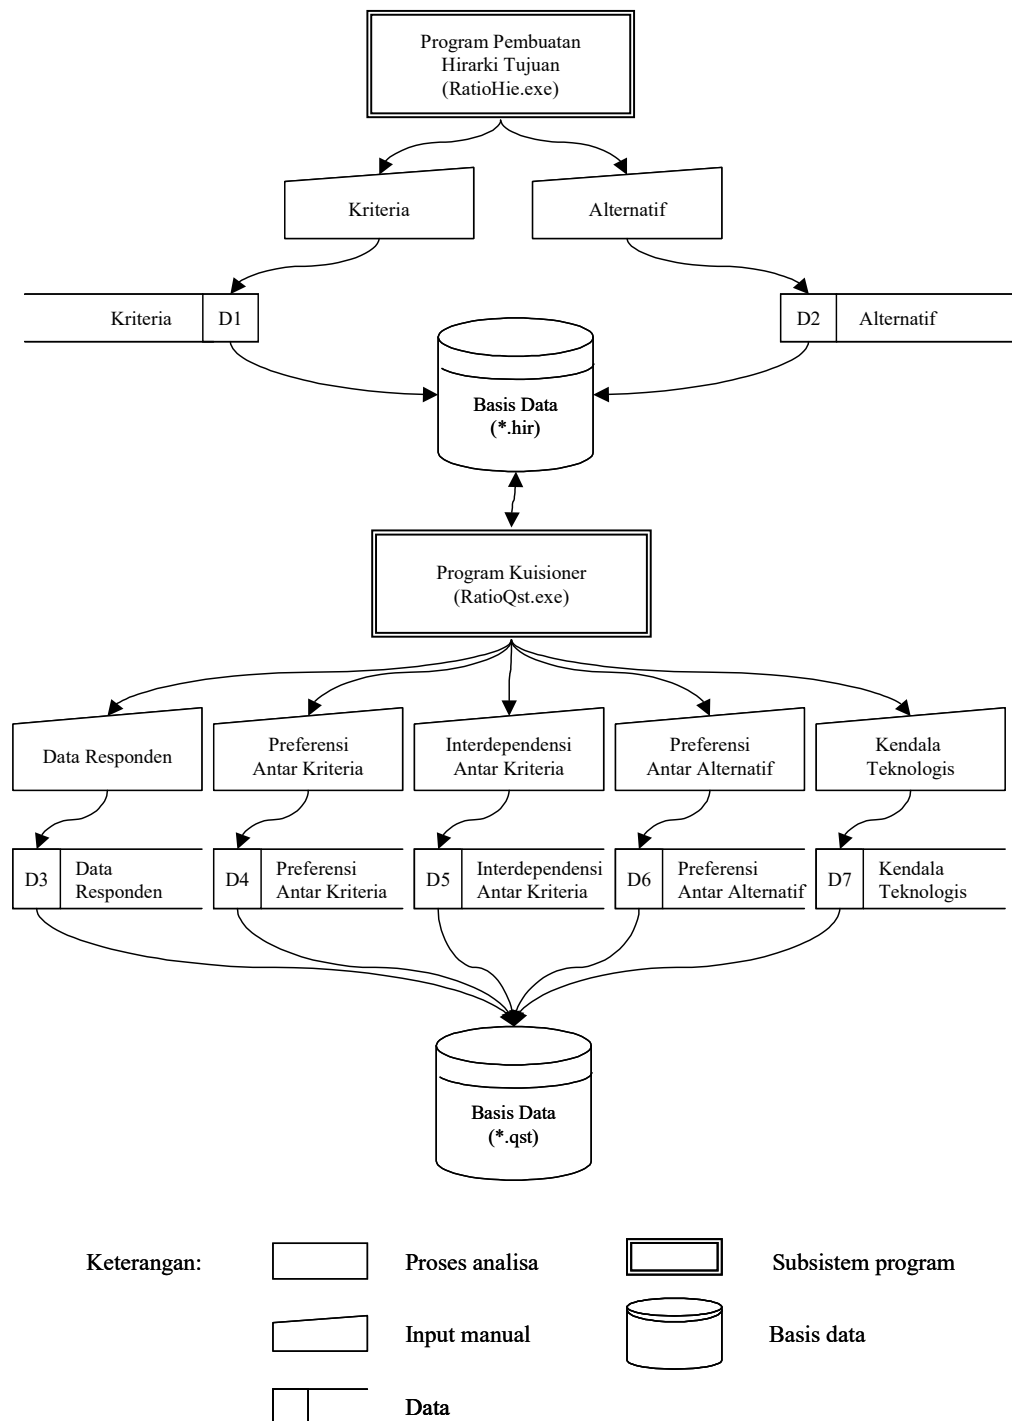 Program Pembuatan
Hirarki Tujuan
(RatioHie.exe)
Kriteria
Alternatif
Kriteria
D1
D2
Alternatif
Basis Data
(*.hir)
Program Kuisioner
(RatioQst.exe)
Data Responden
Preferensi
Antar Kriteria
Interdependensi
Antar Kriteria
Preferensi
Antar Alternatif
Kendala
Teknologis
D3
Data
Responden
D4
Preferensi
Antar Kriteria
D5
Interdependensi
Antar Kriteria
D6
Preferensi
Antar Alternatif
D7
Kendala
Teknologis
Basis Data
(*.qst)
Keterangan:
Proses analisa
Subsistem program
Input manual
Basis data
Data